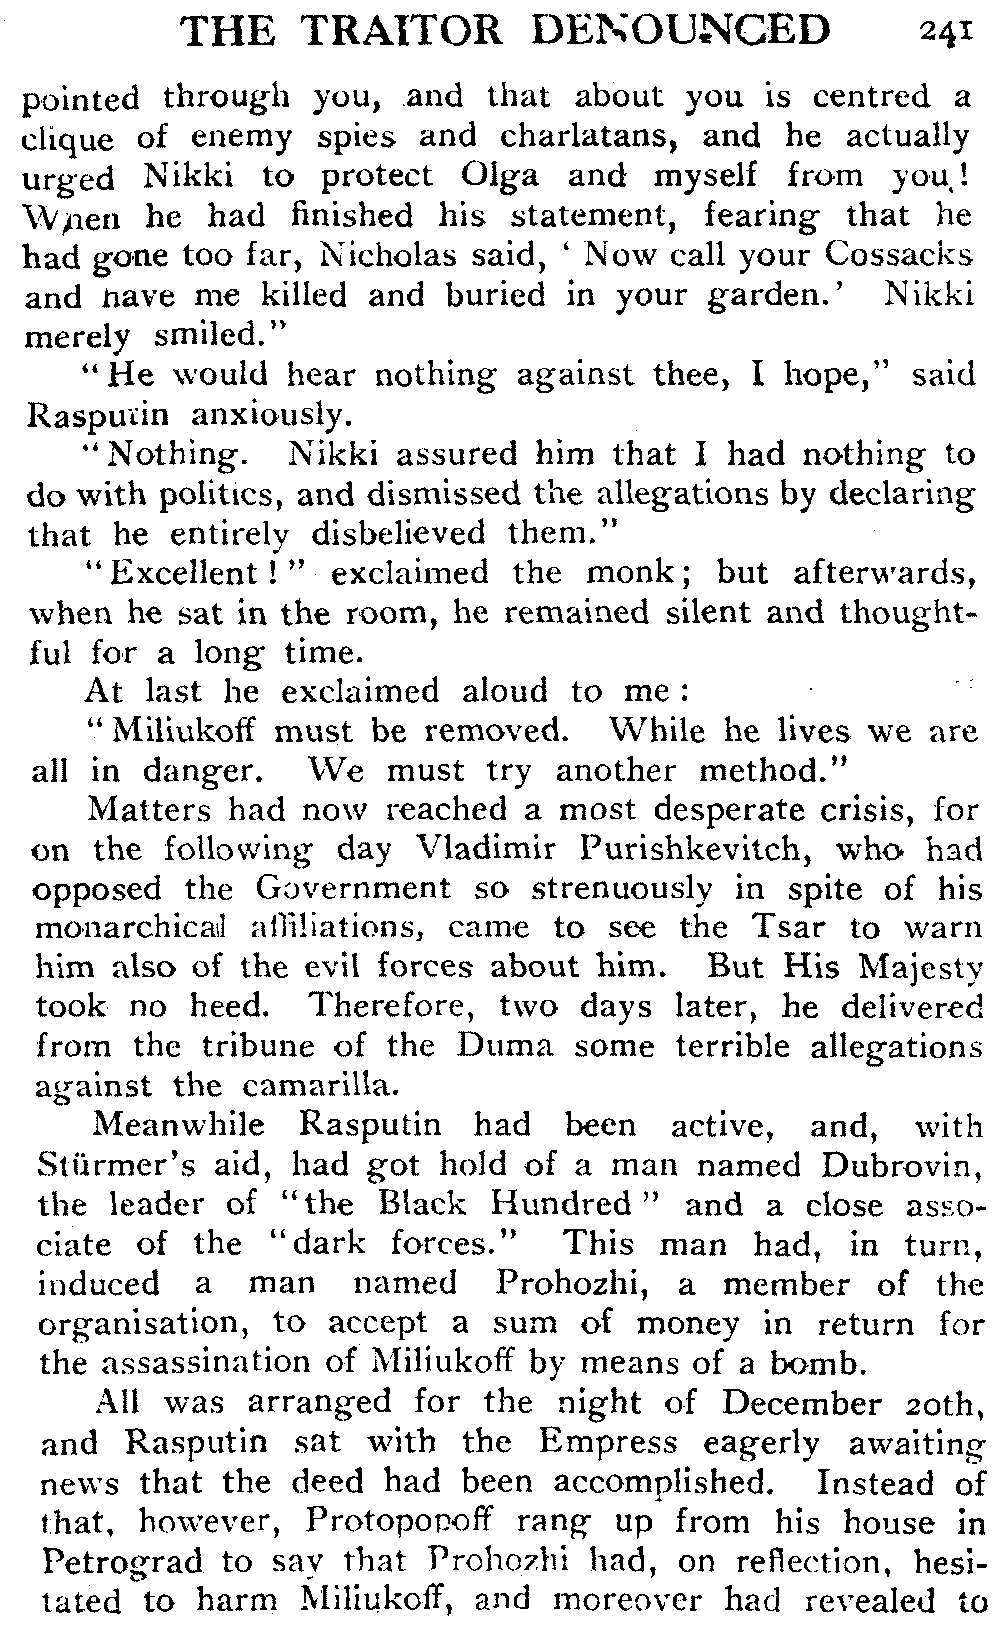 THE TRAITOR DENOUNCED 241
pointed through you, and that about you is centred a
clique of enemy spies and charlatans, and he actually
urged Nikki to protect Olga and myself from you!
When he had finished his statement, fearing that he
had gone too far, Nicholas said, ‘ Now call your Cossacks
and have me killed and buried in your garden.’ Nikki
merely smiled.”
“He would hear nothing against thee, I hope,” said
Rasputin anxiously.
“Nothing. Nikki assured him that I had nothing to
do with politics, and dismissed the allegations by declaring
that he entirely disbelieved them.”
“Excellent!” exclaimed the monk; but afterwards,
when he sat in the room, he remained silent and thought-
ful for a long time.
At last he exclaimed aloud to me:
“Miliukoff must be removed. While he lives we are
all in danger. We must try another method.”
Matters had now reached a most desperate crisis, for
on the following day Vladimir Purishkevitch, who had
opposed the Government so strenuously in spite of his
monarchical affiliations, came to see the Tsar to warn
him also of the evil forces about him. But His Majesty
took no heed. Therefore, two days later, he delivered
from the tribune of the Duma some terrible allegations
against the camarilla.
Meanwhile Rasputin had been active, and, with
Stürmer’s aid, had got hold of a man named Dubrovin,
the leader of “the Black Hundred” and a close asso-
ciate of the “dark forces.” This man had, in turn,
induced a man named Prohozhi, a member of the
organisation, to accept a sum of money in return for
the assassination of Miliukoff by means of a bomb.
All was arranged for the night of December 20th,
and Rasputin sat with the Empress eagerly awaiting
news that the deed had been accomplished. Instead of
that, however, Protopopoff rang up from his house in
Petrograd to say that Prohozhi had, on reflection, hesi-
tated to harm Miliukoff, and moreover had revealed to